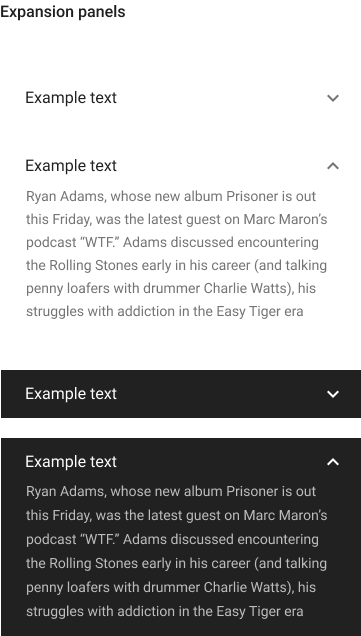 Expansion panels
Example text
Example text
Ryan Adams, whose new album Prisoner is out
this Friday, was the latest guest on Marc Maron’s
podcast “WTF.” Adams discussed encountering
the Rolling Stones early in his career (and talking
penny loafers with drummer Charlie Watts), his
struggles with addiction in the Easy Tiger era
Example text
Example text
Ryan Adams, whose new album Prisoner is out
this Friday, was the latest guest on Marc Maron’s
podcast “WTF.” Adams discussed encountering
the Rolling Stones early in his career (and talking
penny loafers with drummer Charlie Watts), his
struggles with addiction in the Easy Tiger era